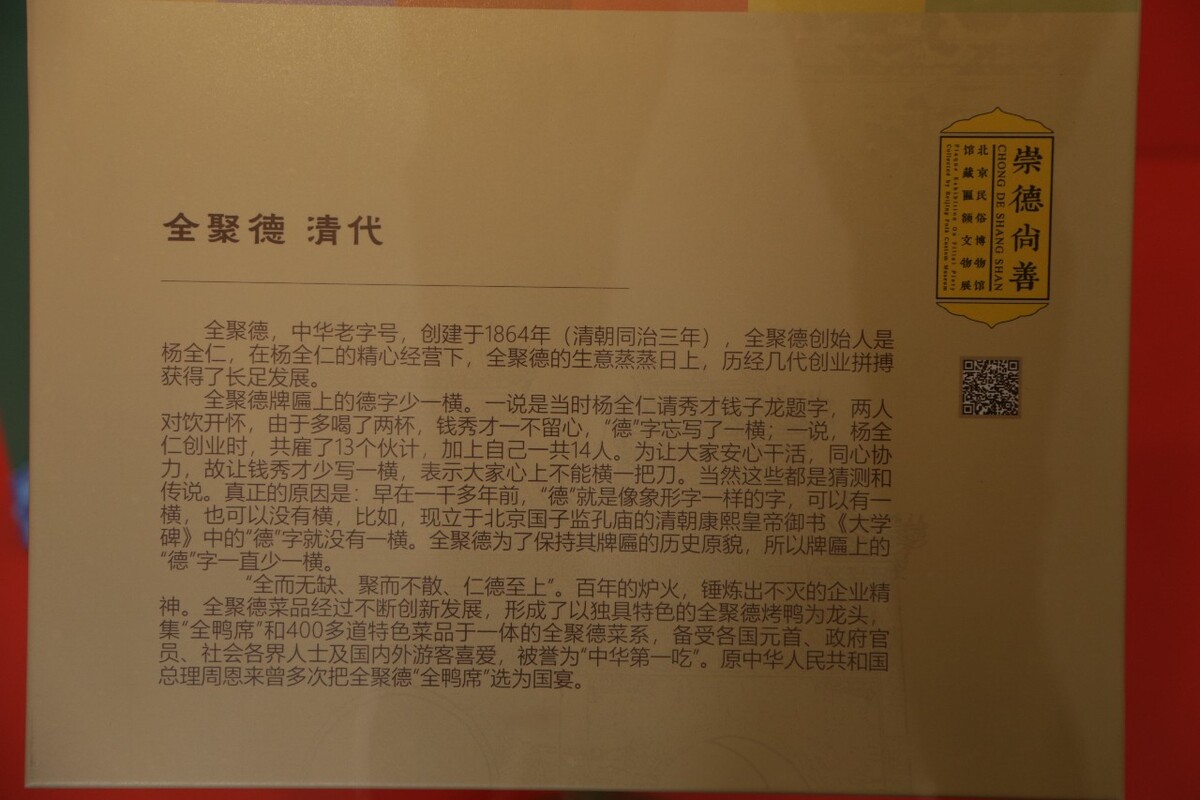 全聚德 清代
全聚德，中华老字号，创建于1864年（清朝同治三年），全聚德创始人是
杨全仁，在杨全仁的精心经营下，全聚德的生意蒸蒸日上，历经几代创业拼搏
获得了长足发展。
全聚德牌匾上的德字少一横。一说是当时杨全仁请秀才钱子龙题字，两人
对饮开怀，由于多喝了两杯，钱秀才一不留心，“德”字忘写了一横；一说，杨全
仁创业时，共雇了13个伙计，加上自己一共14人。为让大家安心干活，同心协
力，故让钱秀才少写一横，表示大家心上不能横一把刀。当然这些都是猜测和
传说。真正的原因是：早在一千多年前，“德”就是像象形字一样的字，可以有一
横，也可以没有横，比如，现立于北京国子监孔庙的清朝康熙皇帝御书《大学
碑》中的“德”字就没有一横。全聚德为了保持其牌匾的历史原貌，所以牌匾上的
“德”字一直少一横。
“全而无缺、聚而不散、仁德至上”。百年的炉火，锤炼出不灭的企业精
神。全聚德菜品经过不断创新发展，形成了以独具特色的全聚德烤鸭为龙头，
集“全鸭席”和400多道特色菜品于一体的全聚德菜系，备受各国元首、政府官
员、社会各界人士及国内外游客喜爱，被誉为“中华第一吃”。原中华人民共和国
总理周恩来曾多次把全聚德“全鸭席”选为国宴。
崇德尚善
CHONG DE SHANG SHAN
北京民俗博物馆
馆藏匾额文物展
Plaque Exhibition On Filial Piety
Collected by Beijing Folk Custom Museum